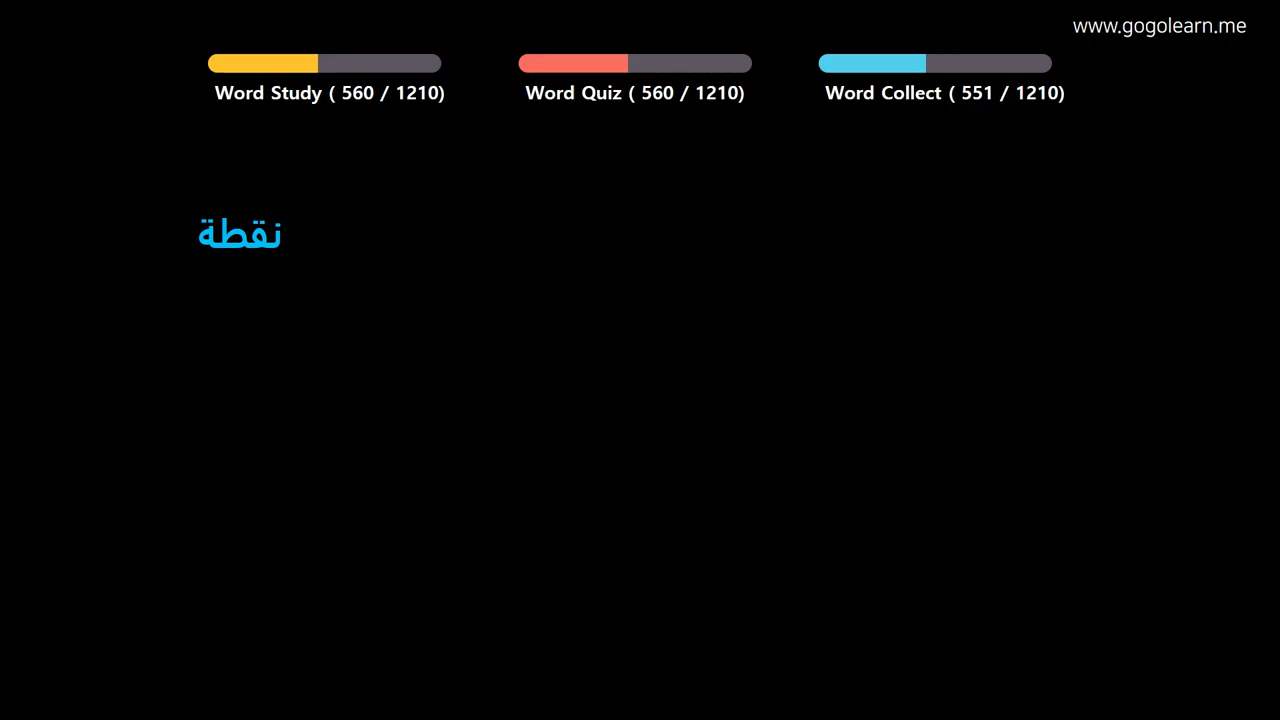 www.gogolearn.me
Word Study ( 560 / 1210)
Word Quiz ( 560 / 1210)
Word Collect ( 551 / 1210)
نقطة